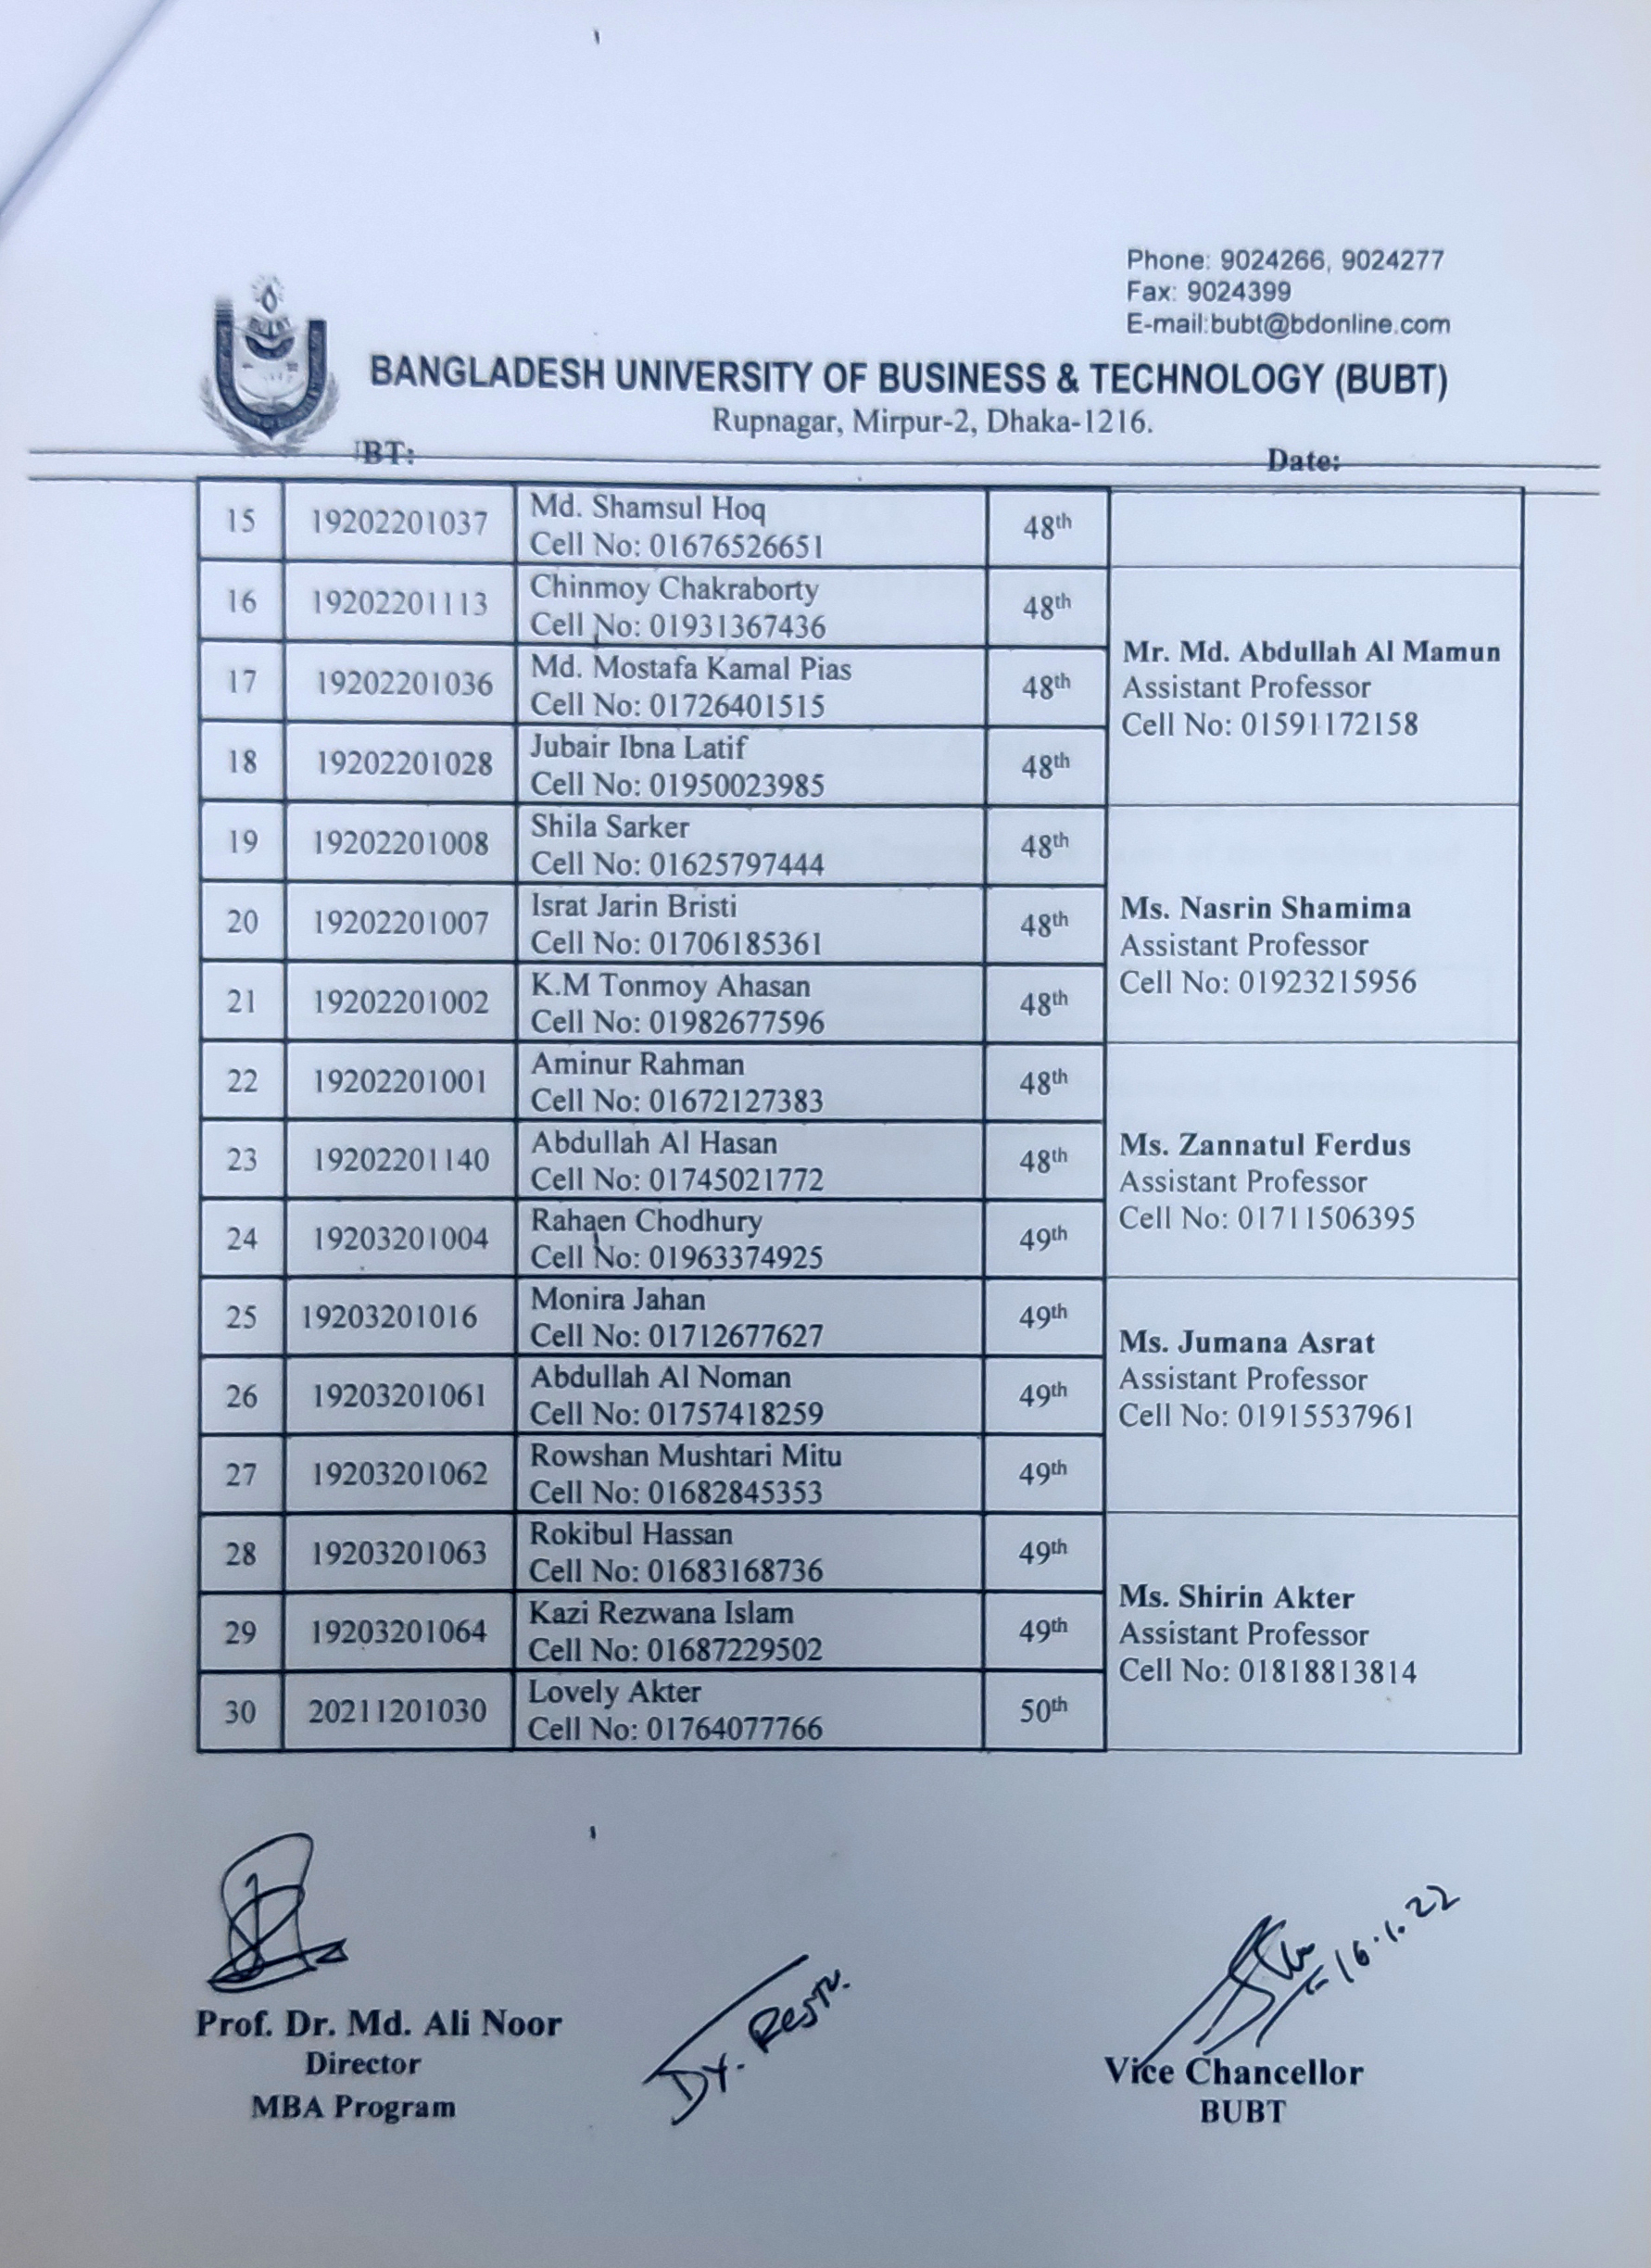 Phone: 9024266, 9024277
Fax: 9024399
E-mail:bubt@bdonline.com
BANGLADESH UNIVERSITY OF BUSINESS & TECHNOLOGY (BUBT)
Rupnagar, Mirpur-2, Dhaka-1216.
BT: Date:
15 19202201037 Md. Shamsul Hoq 48th
Cell No: 01676526651
16 19202201113 Chinmoy Chakraborty 48th
Cell No: 01931367436
Mr. Md. Abdullah Al Mamun
Assistant Professor
Cell No: 01591172158
17 19202201036 Md. Mostafa Kamal Pias 48th
Cell No: 01726401515
18 19202201028 Jubair Ibna Latif 48th
Cell No: 01950023985
19 19202201008 Shila Sarker 48th
Cell No: 01625797444
Ms. Nasrin Shamima
Assistant Professor
Cell No: 01923215956
20 19202201007 Israt Jarin Bristi 48th
Cell No: 01706185361
21 19202201002 K.M Tonmoy Ahasan 48th
Cell No: 01982677596
22 19202201001 Aminur Rahman 48th
Cell No: 01672127383
Ms. Zannatul Ferdus
Assistant Professor
Cell No: 01711506395
23 19202201140 Abdullah Al Hasan 48th
Cell No: 01745021772
24 19203201004 Rahaen Chodhury 49th
Cell No: 01963374925
25 19203201016 Monira Jahan 49th
Cell No: 01712677627
Ms. Jumana Asrat
Assistant Professor
Cell No: 01915537961
26 19203201061 Abdullah Al Noman 49th
Cell No: 01757418259
27 19203201062 Rowshan Mushtari Mitu 49th
Cell No: 01682845353
28 19203201063 Rokibul Hassan 49th
Cell No: 01683168736
Ms. Shirin Akter
Assistant Professor
Cell No: 01818813814
29 19203201064 Kazi Rezwana Islam 49th
Cell No: 01687229502
30 20211201030 Lovely Akter 50th
Cell No: 01764077766
16.1.22
Dy. Restr.
Prof. Dr. Md. Ali Noor
Director
MBA Program
Vice Chancellor
BUBT